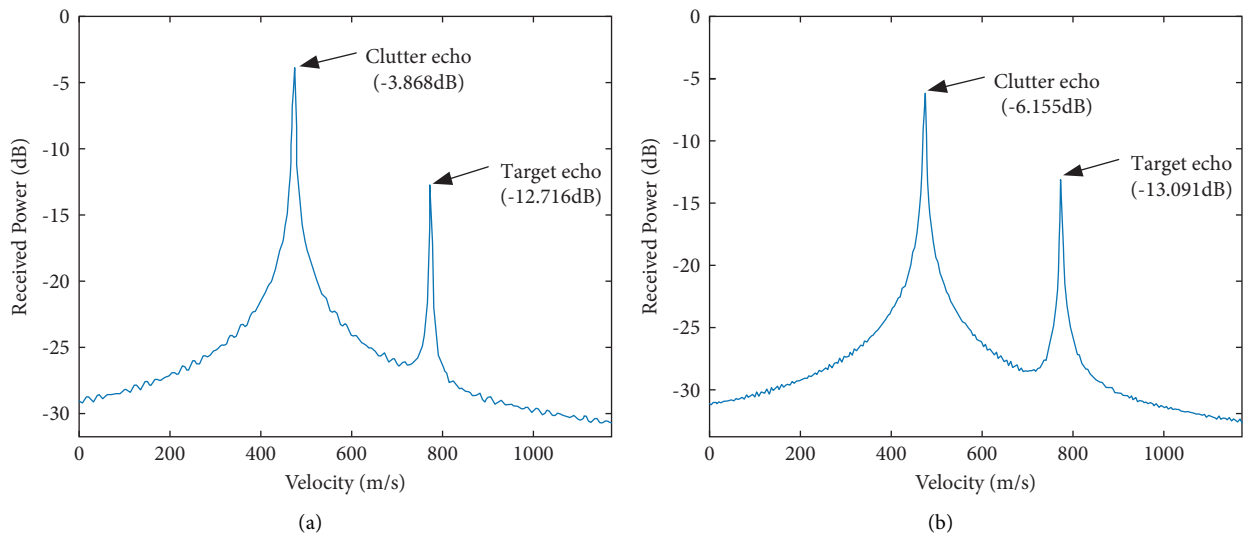 0
-5
-10
-15
-20
-25
-30
Received Power (dB)
0 200 400 600 800 1000
Velocity (m/s)
Clutter echo
(-3.868dB)
Target echo
(-12.716dB)
(a)
0
-5
-10
-15
-20
-25
-30
Received Power (dB)
0 200 400 600 800 1000
Velocity (m/s)
Clutter echo
(-6.155dB)
Target echo
(-13.091dB)
(b)